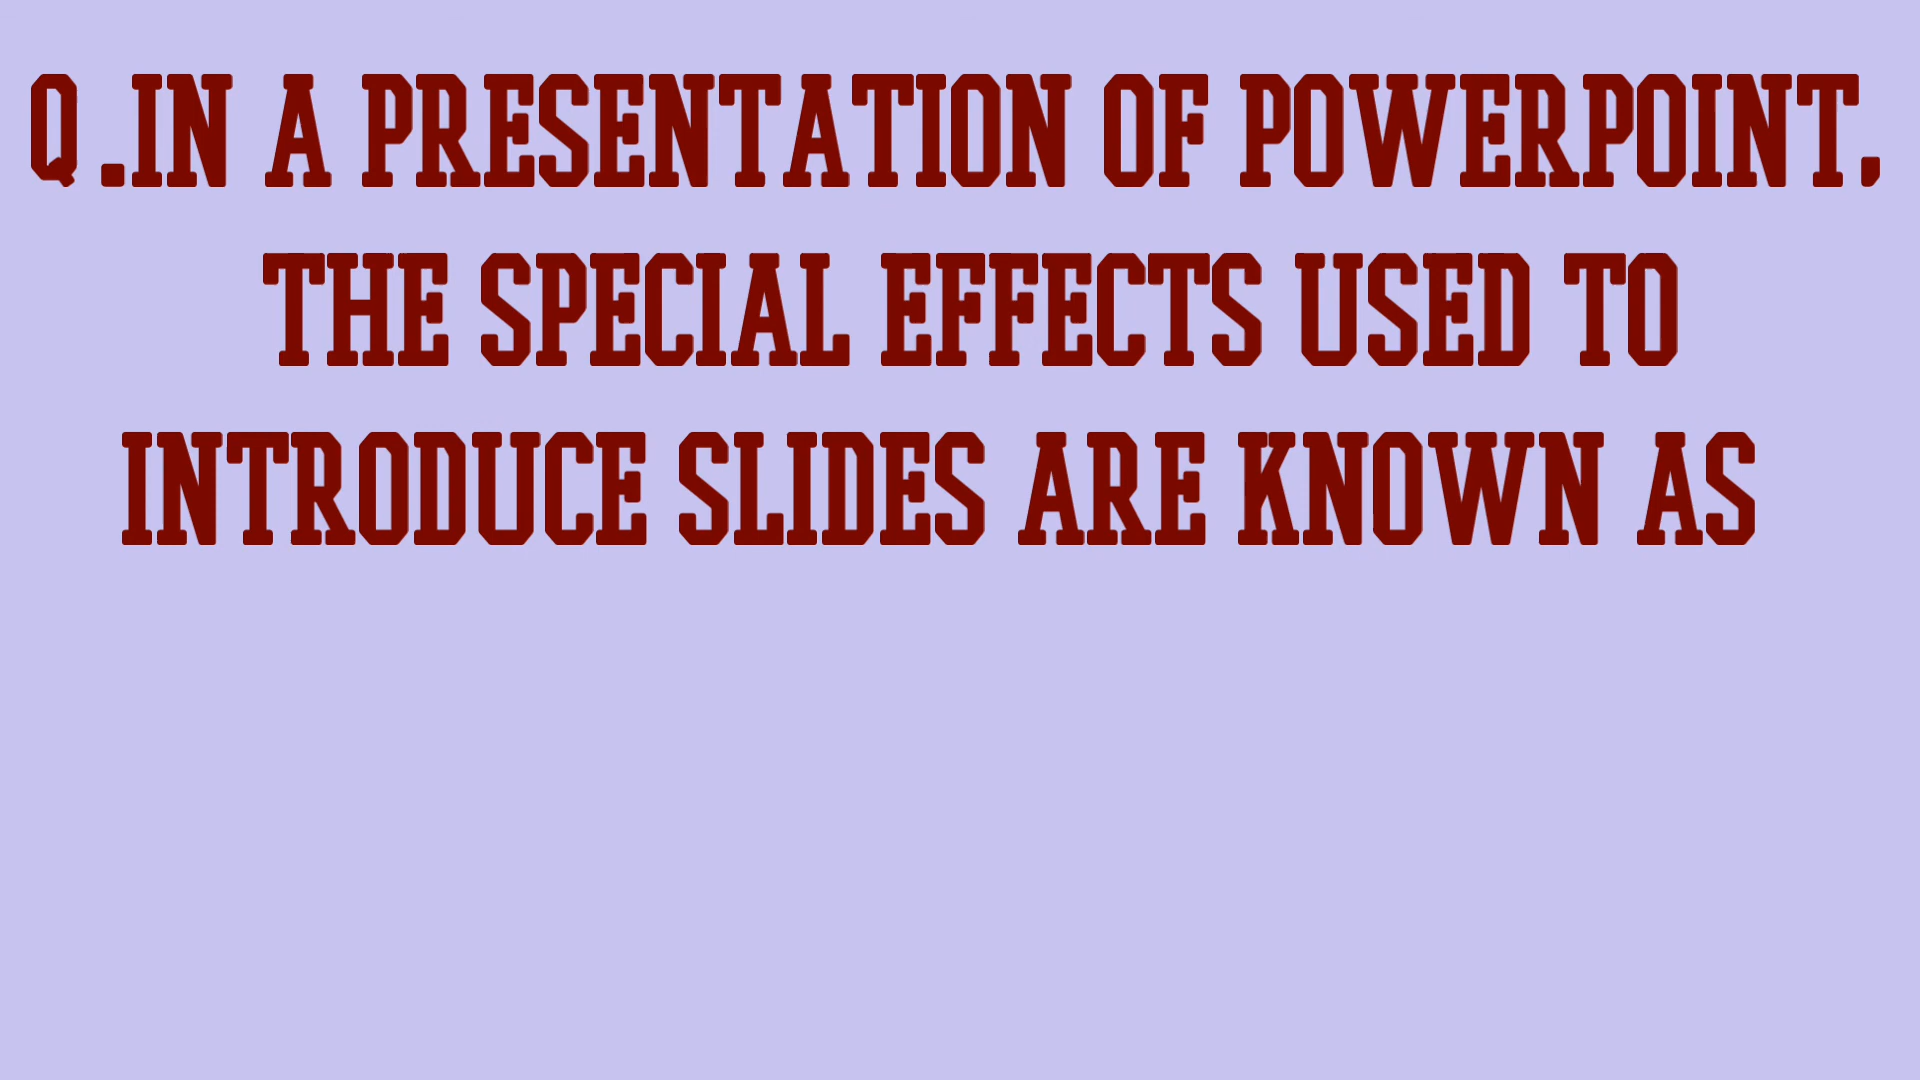 Q .IN A PRESENTATION OF POWERPOINT,
THE SPECIAL EFFECTS USED TO
INTRODUCE SLIDES ARE KNOWN AS